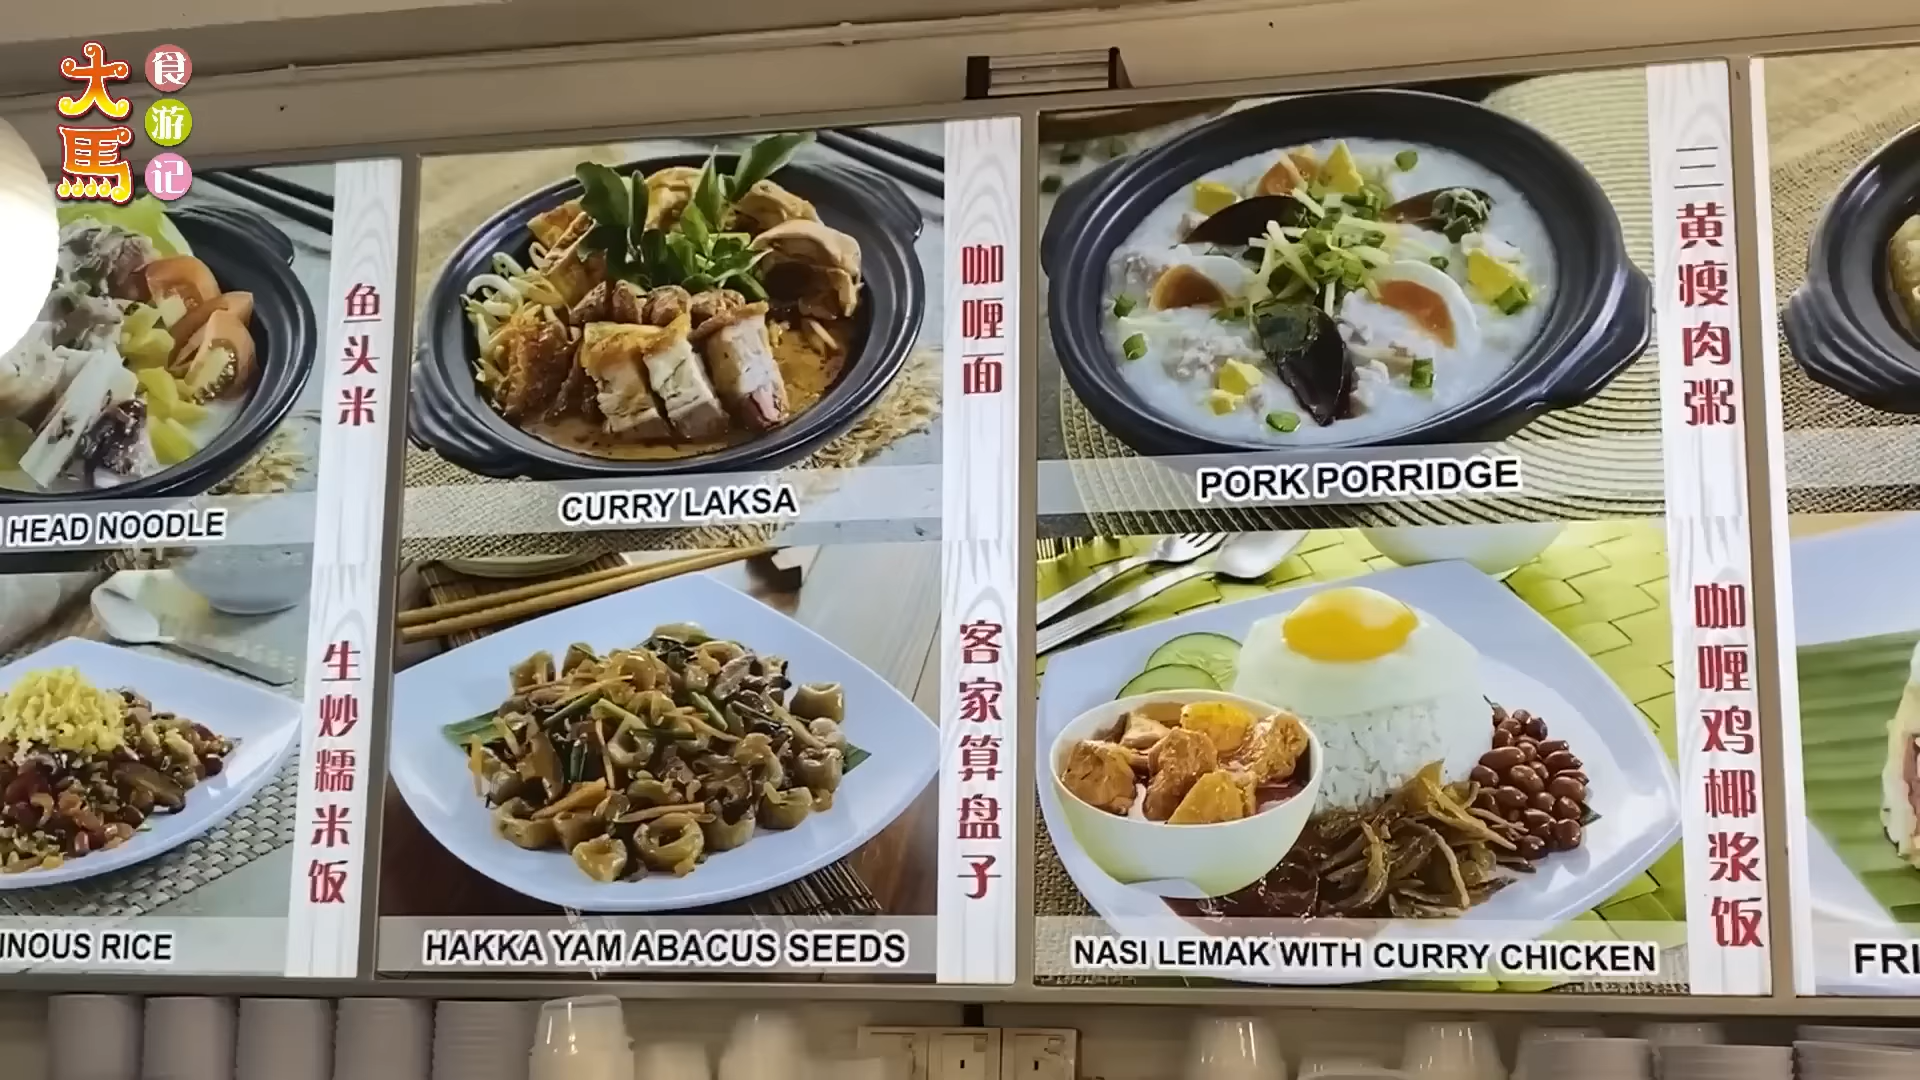 大馬
食游记
鱼头米
HEAD NOODLE
咖喱面
CURRY LAKSA
三黄瘦肉粥
PORK PORRIDGE
生炒糯米饭
RICE
客家算盘子
HAKKA YAM ABACUS SEEDS
咖喱鸡椰浆饭
NASI LEMAK WITH CURRY CHICKEN